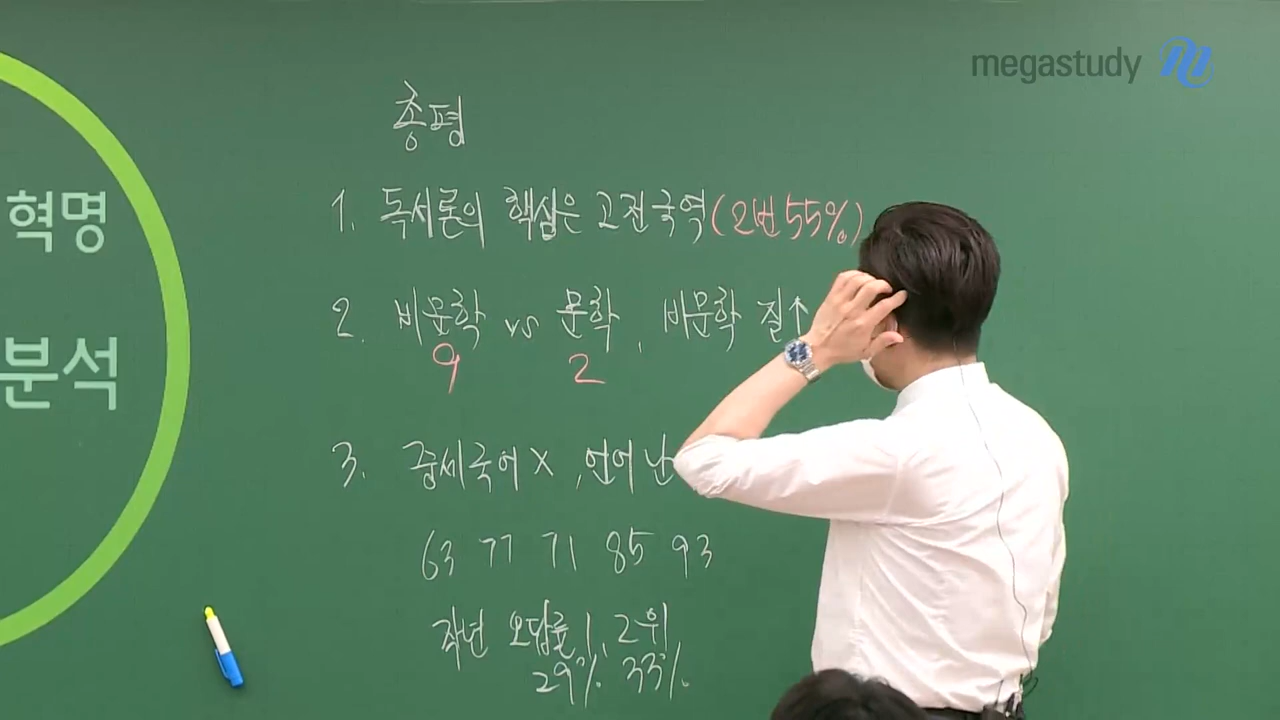 megastudy
혁명
분석
총평
1. 독서론의 핵심은 고전국역 (2번 55%)
2. 비문학 vs 문학, 비문학 질↑
9 2
3. 중세국어 X, 언어 난
63 77 71 85 93
작년 오답률 1, 2위
29% 33%